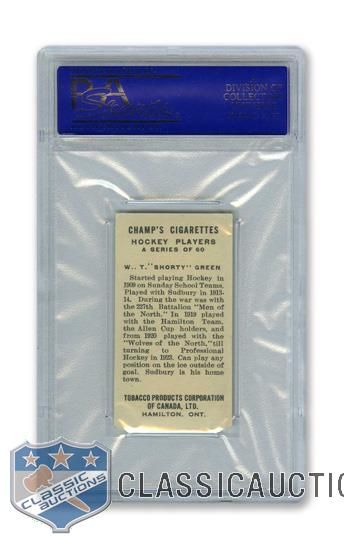 PSA
DIVISION OF
COLLECT
CHAMP'S CIGARETTES
HOCKEY PLAYERS
A SERIES OF 60
W. T. "SHORTY" GREEN
Started playing Hockey in
1909 on Sunday School Teams.
Played with Sudbury in 1913-
14. During the war was with
the 227th Battalion "Men of
the North." In 1919 played
with the Hamilton Team,
the Allen Cup holders, and
from 1920 played with the
"Wolves of the North," till
turning to Professional
Hockey in 1923. Can play any
position on the ice outside of
goal. Sudbury is his home
town.
TOBACCO PRODUCTS CORPORATION
OF CANADA, LTD.
HAMILTON, ONT.
CLASSIC
AUCTIONS
CLASSICAUCTIO